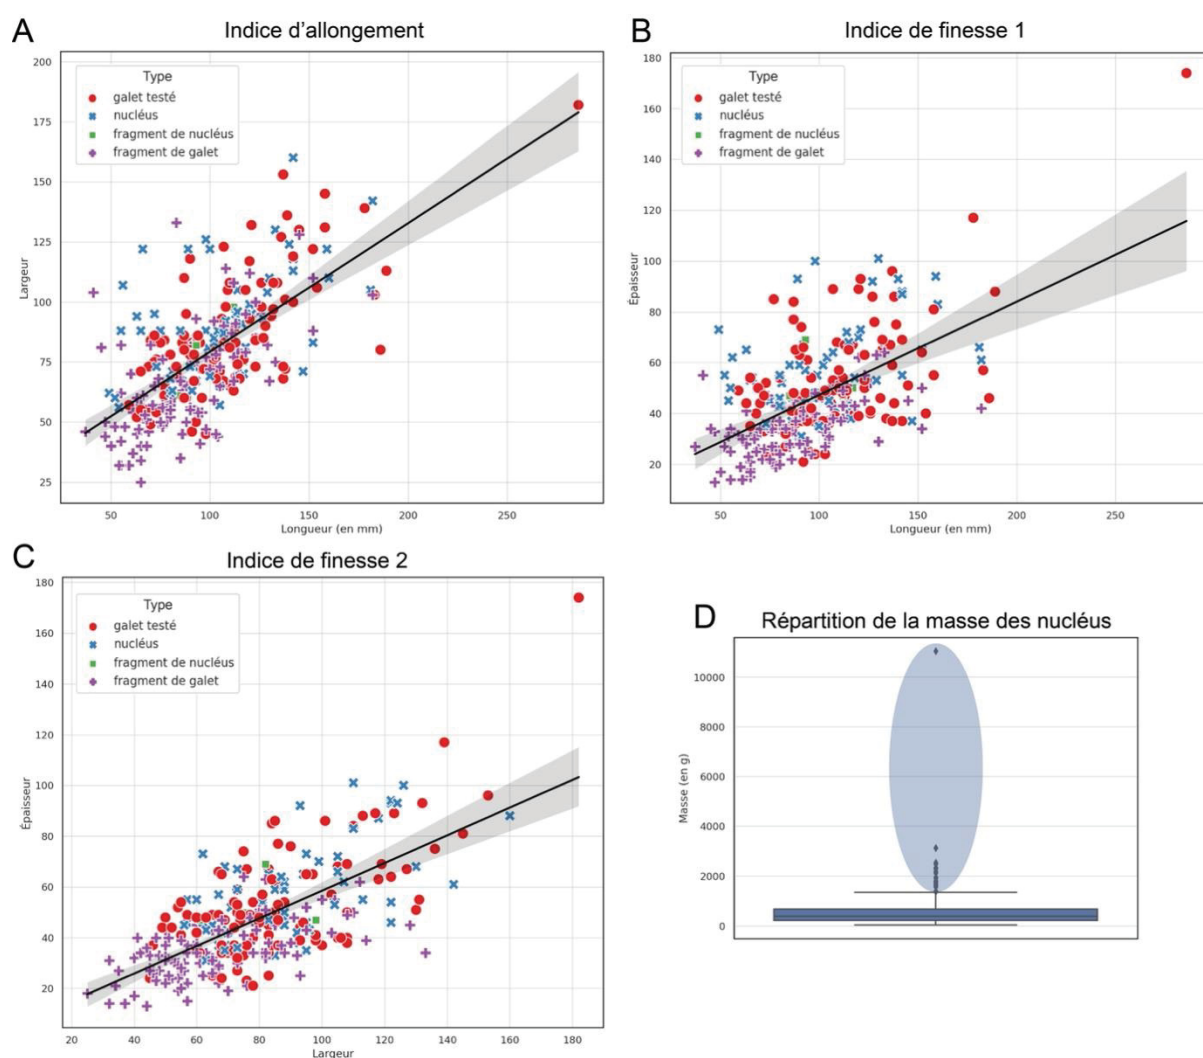 A
Indice d'allongement
200
175
150
125
100
75
50
25
Largeur
Type
galet testé
nucléus
fragment de nucléus
fragment de galet
50
100
150
200
250
Longueur (en mm)
B
Indice de finesse 1
180
160
140
120
100
80
60
40
20
Épaisseur
Type
galet testé
nucléus
fragment de nucléus
fragment de galet
50
100
150
200
250
Longueur (en mm)
C
Indice de finesse 2
180
160
140
120
100
80
60
40
20
Épaisseur
Type
galet testé
nucléus
fragment de nucléus
fragment de galet
20
40
60
80
100
120
140
160
180
Largeur
D
Répartition de la masse des nucléus
10000
8000
6000
4000
2000
0
Masse (en g)